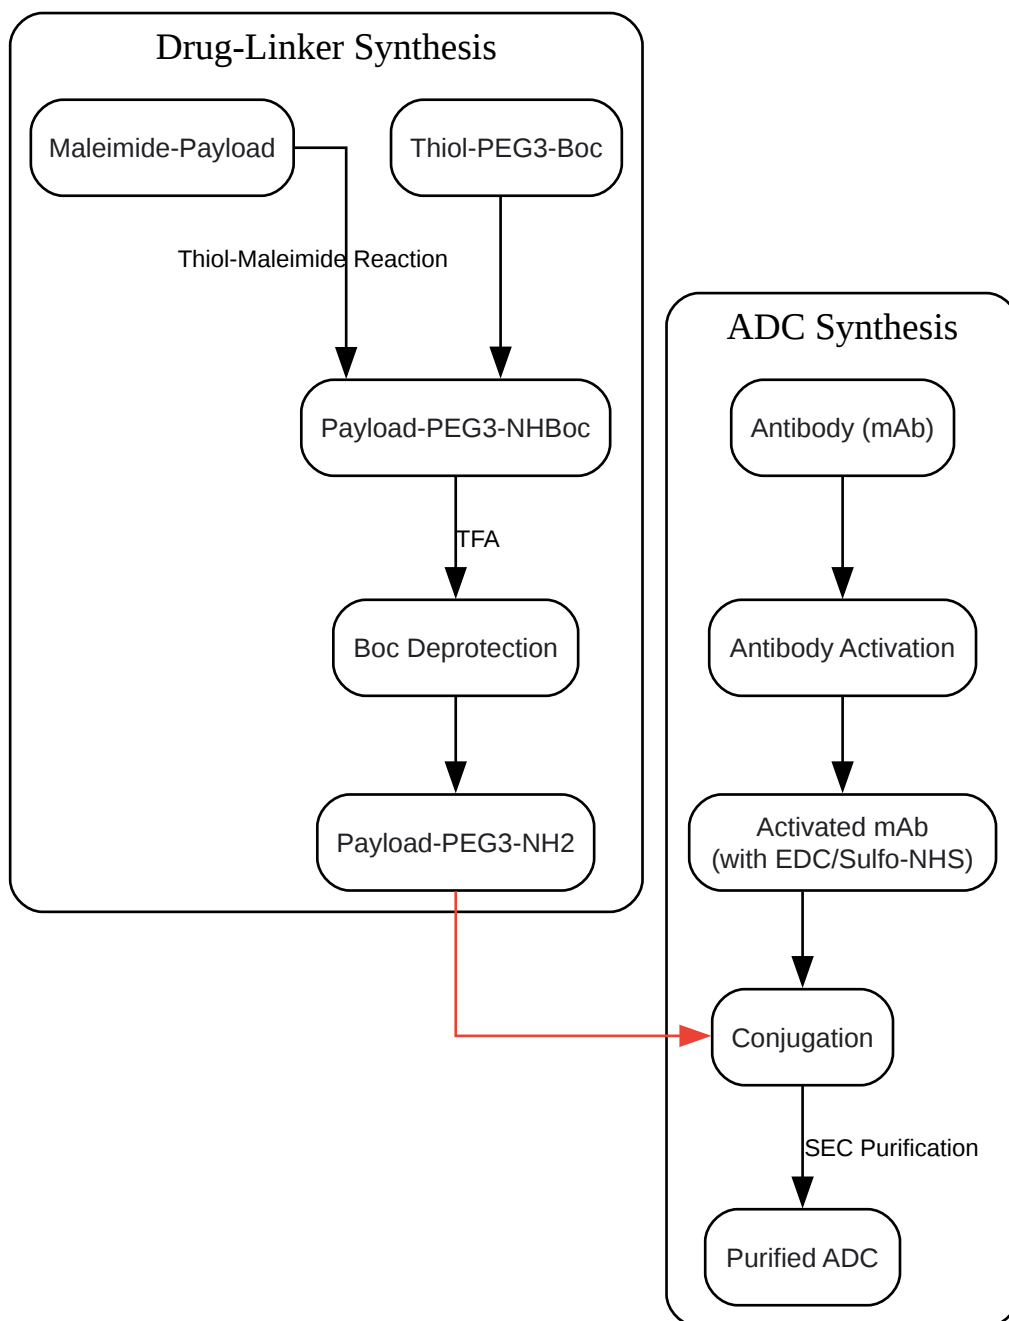 Drug-Linker Synthesis
Maleimide-Payload
Thiol-PEG3-Boc
Thiol-Maleimide Reaction
Payload-PEG3-NHBoc
TFA
Boc Deprotection
Payload-PEG3-NH2
ADC Synthesis
Antibody (mAb)
Antibody Activation
Activated mAb
(with EDC/Sulfo-NHS)
Conjugation
SEC Purification
Purified ADC